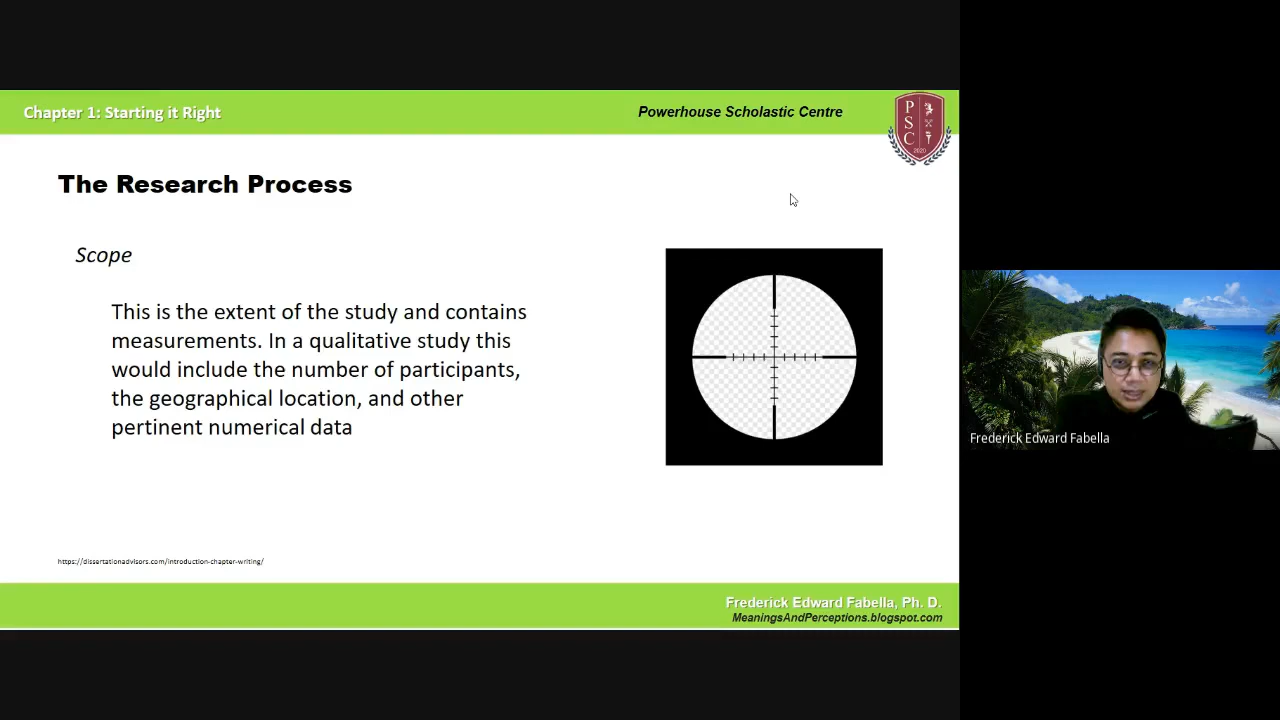 Chapter 1: Starting it Right
Powerhouse Scholastic Centre
P
S
C
2020
The Research Process
Scope
This is the extent of the study and contains
measurements. In a qualitative study this
would include the number of participants,
the geographical location, and other
pertinent numerical data
https://dissertationadvisors.com/introduction-chapter-writing/
Frederick Edward Fabella, Ph. D.
MeaningsAndPerceptions.blogspot.com
Frederick Edward Fabella